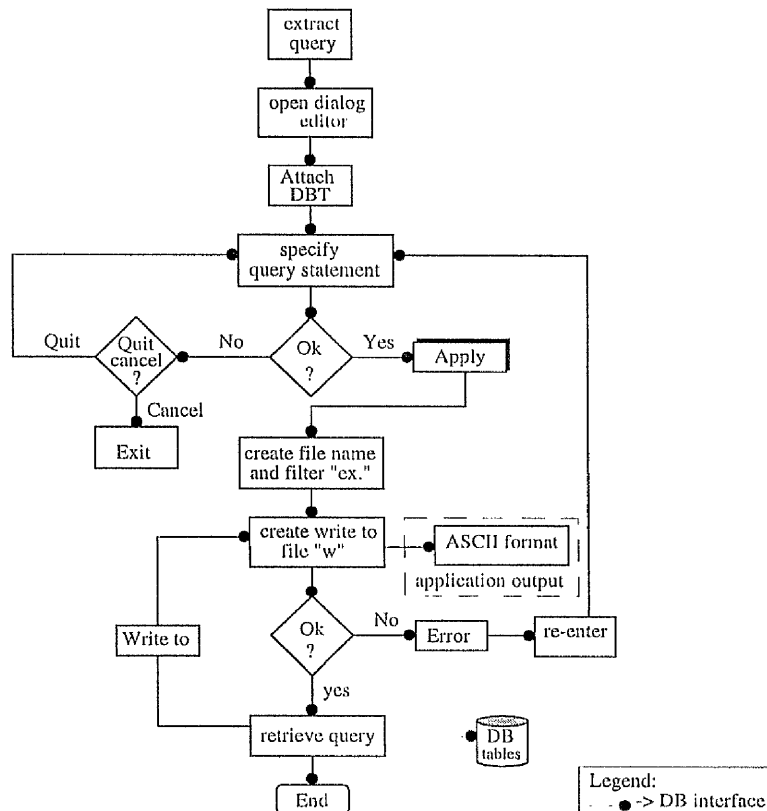 extract
query
open dialog
editor
Attach
DBT
specify
query statement
Quit
Quit
cancel
?
No
Ok
?
Yes
Apply
Cancel
Exit
create file name
and filter "ex."
create write to
file "w"
ASCII format
application output
Write to
Ok
?
No
Error
re-enter
yes
retrieve query
DB
tables
End
Legend:
-> DB interface